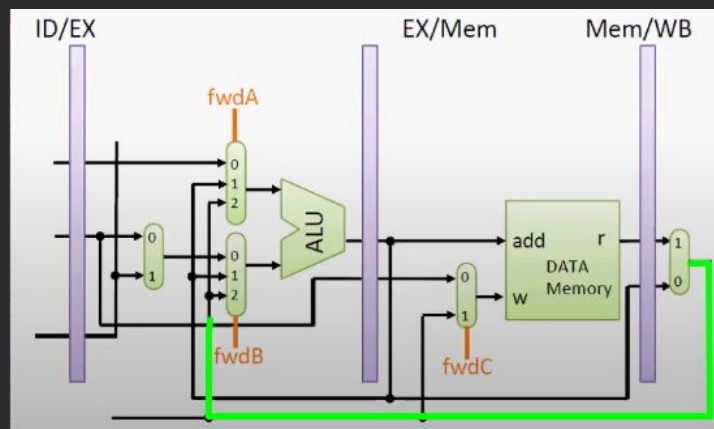 ID/EX
EX/Mem
Mem/WB
fwdA
0
1
2
ALU
0
1
0
1
2
fwdB
add
r
DATA
Memory
w
0
1
fwdC
1
0